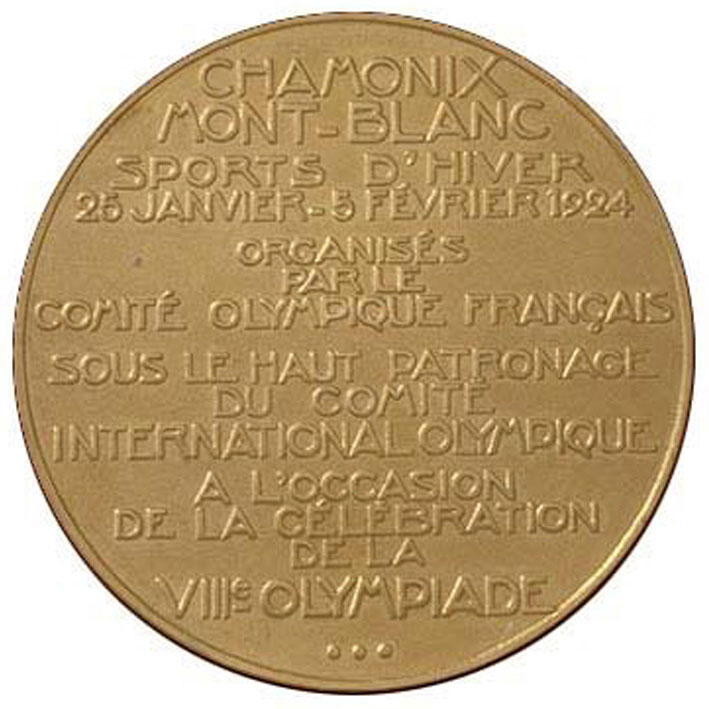 CHAMONIX
MONT-BLANC
SPORTS D'HIVER
25 JANVIER-5 FÉVRIER 1924
ORGANISÉS
PAR LE
COMITÉ OLYMPIQUE FRANÇAIS
SOUS LE HAUT PATRONAGE
DU COMITÉ
INTERNATIONAL OLYMPIQUE
A L'OCCASION
DE LA CÉLÉBRATION
DE LA
VIIIe OLYMPIADE
...